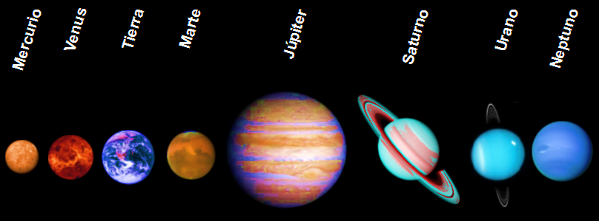 Mercurio
Venus
Tierra
Marte
Júpiter
Saturno
Urano
Neptuno